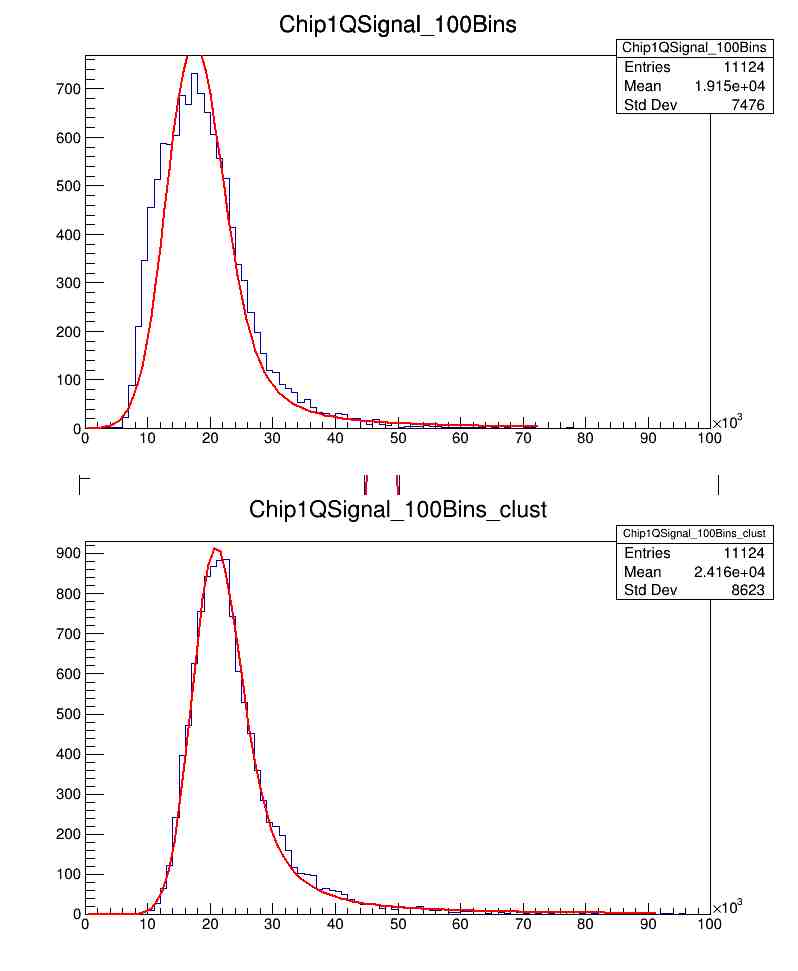 Chip1QSignal_100Bins
Chip1QSignal_100Bins
Entries 11124
Mean 1.915e+04
Std Dev 7476
700
600
500
400
300
200
100
0
0 10 20 30 40 50 60 70 80 90 100
×10³
Chip1QSignal_100Bins_clust
Chip1QSignal_100Bins_clust
Entries 11124
Mean 2.416e+04
Std Dev 8623
900
800
700
600
500
400
300
200
100
0
0 10 20 30 40 50 60 70 80 90 100
×10³